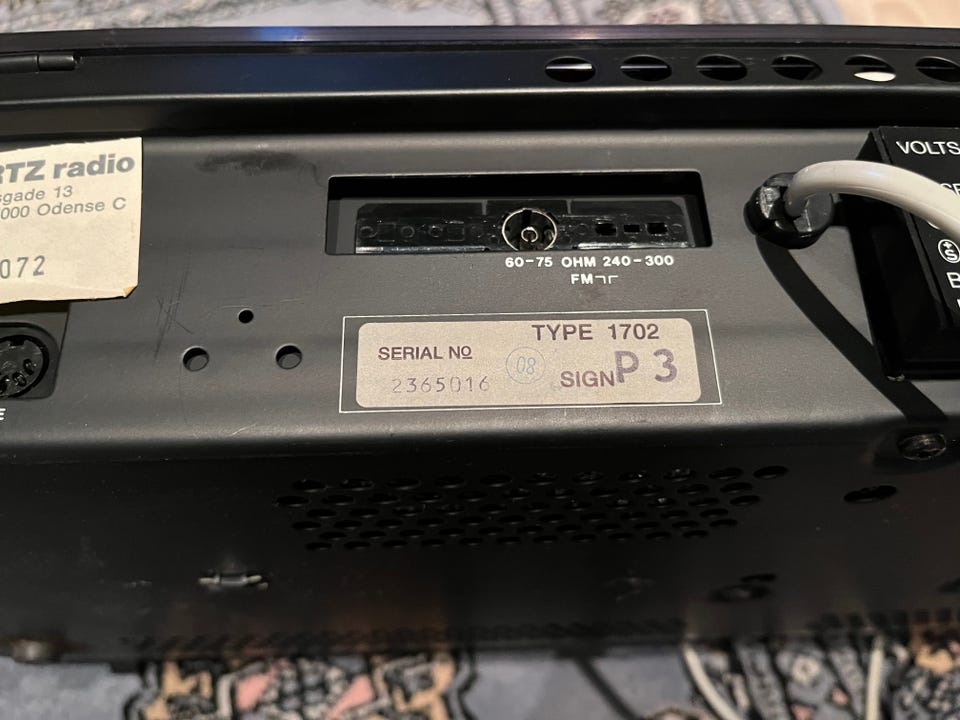 RTZ radio
sgade 13
000 Odense C
072
60-75 OHM 240-300
FM
VOLTS
TYPE 1702
SERIAL NO
2365016
08
SIGN P 3
E